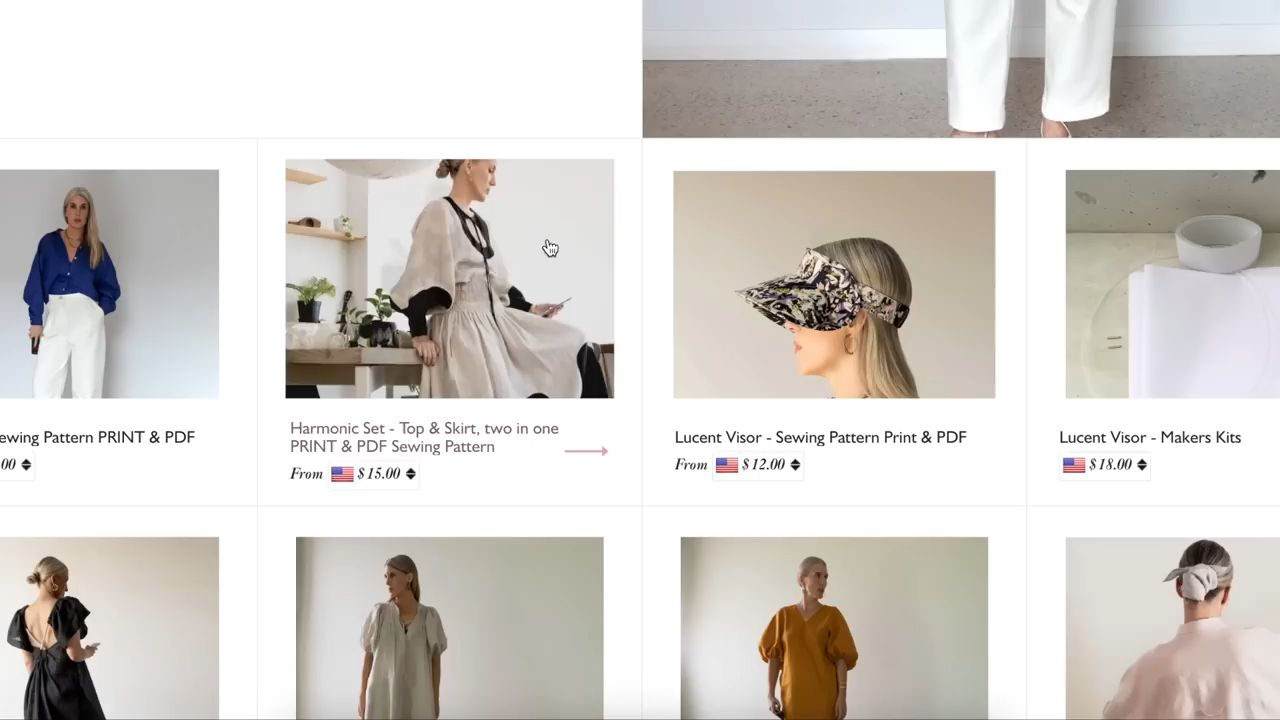 ewing Pattern PRINT & PDF
00
Harmonic Set - Top & Skirt, two in one
PRINT & PDF Sewing Pattern
From $15.00
Lucent Visor - Sewing Pattern Print & PDF
From $12.00
Lucent Visor - Makers Kits
$18.00